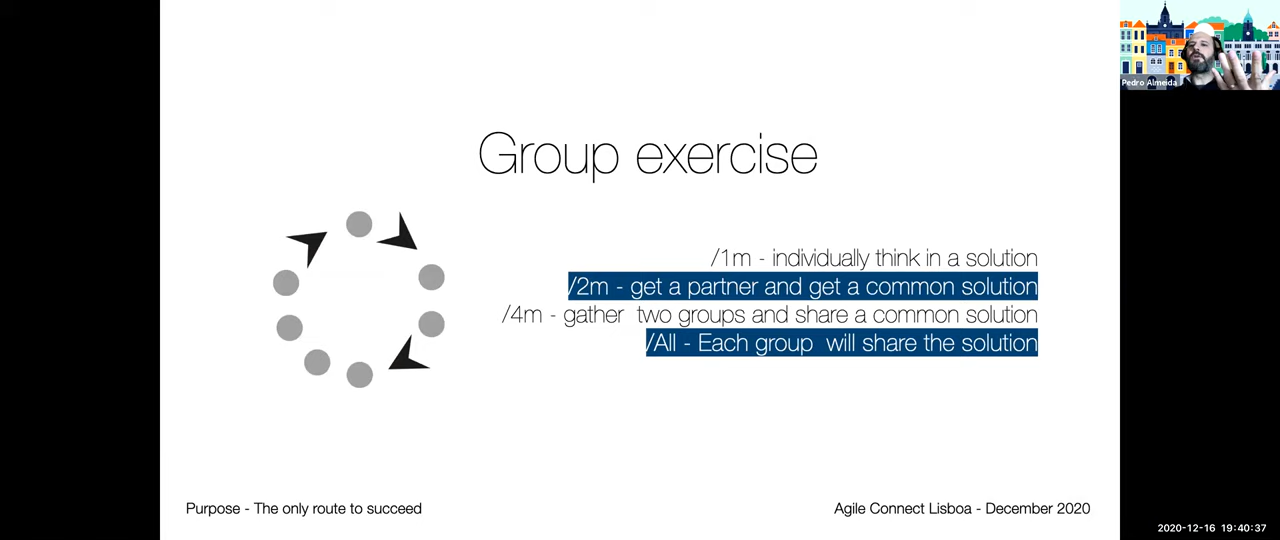 Pedro Almeida
Group exercise
/1m - individually think in a solution
/2m - get a partner and get a common solution
/4m - gather  two groups and share a common solution
/All - Each group  will share the solution
Purpose - The only route to succeed
Agile Connect Lisboa - December 2020
2020-12-16 19:40:37